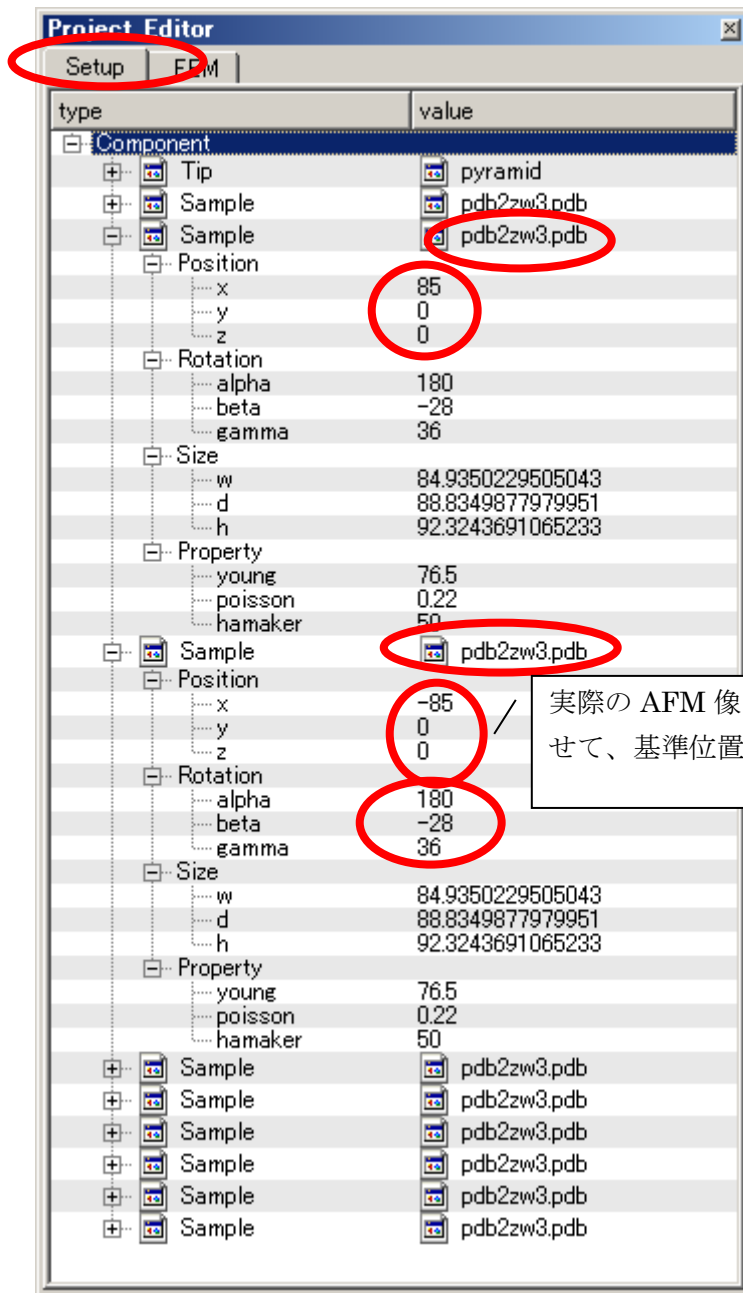 Project Editor
Setup FEM
type value
Component
Tip pyramid
Sample pdb2zw3.pdb
Sample pdb2zw3.pdb
Position
x 85
y 0
z 0
Rotation
alpha 180
beta -28
gamma 36
Size
w 84.9350229505043
d 88.8349877979951
h 92.3243691065233
Property
young 76.5
poisson 0.22
hamaker 50
Sample pdb2zw3.pdb
Position
x -85
y 0
z 0
実際の AFM 像
せて、基準位置
Rotation
alpha 180
beta -28
gamma 36
Size
w 84.9350229505043
d 88.8349877979951
h 92.3243691065233
Property
young 76.5
poisson 0.22
hamaker 50
Sample pdb2zw3.pdb
Sample pdb2zw3.pdb
Sample pdb2zw3.pdb
Sample pdb2zw3.pdb
Sample pdb2zw3.pdb
Sample pdb2zw3.pdb